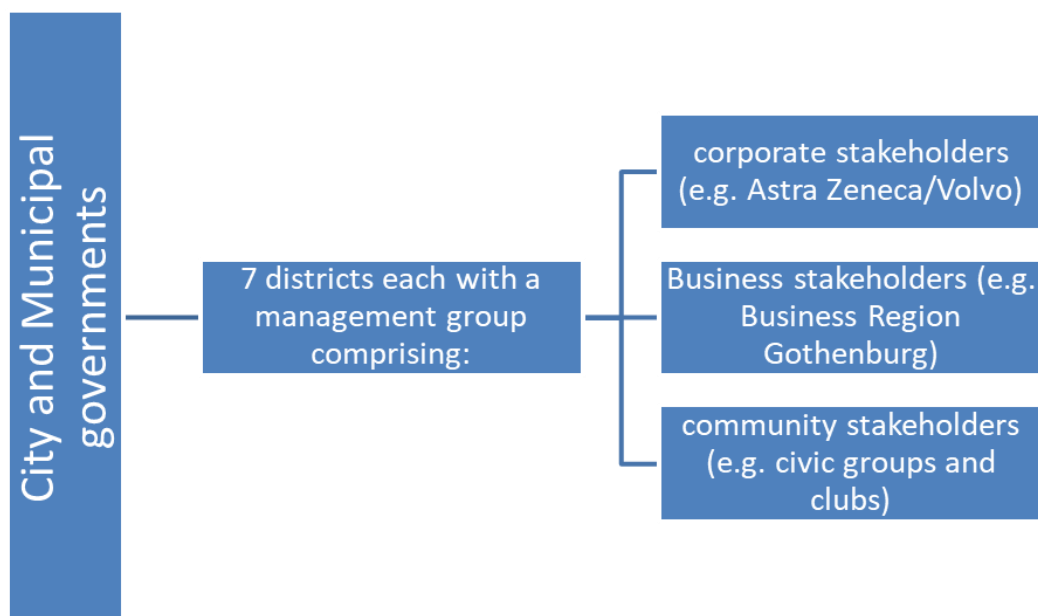 City and Municipal
governments
7 districts each with a
management group
comprising:
corporate stakeholders
(e.g. Astra Zeneca/Volvo)
Business stakeholders (e.g.
Business Region
Gothenburg)
community stakeholders
(e.g. civic groups and
clubs)